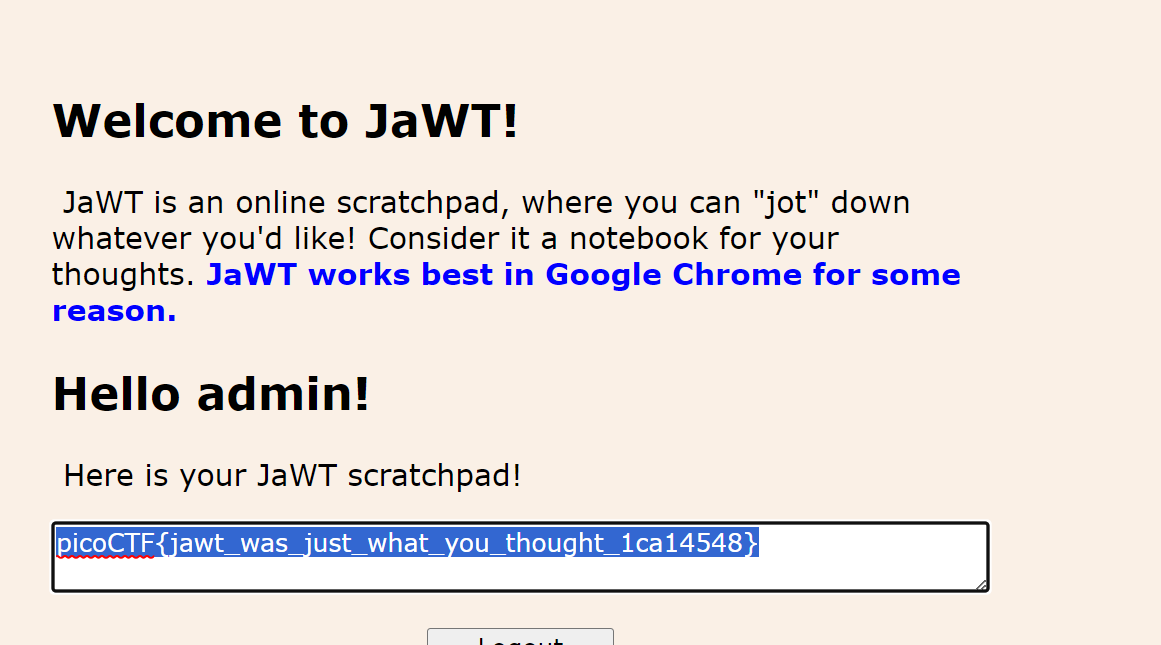 Welcome to JaWT!
JaWT is an online scratchpad, where you can "jot" down
whatever you'd like! Consider it a notebook for your
thoughts. JaWT works best in Google Chrome for some
reason.
Hello admin!
Here is your JaWT scratchpad!
picoCTF{jawt_was_just_what_you_thought_1ca14548}
Logout